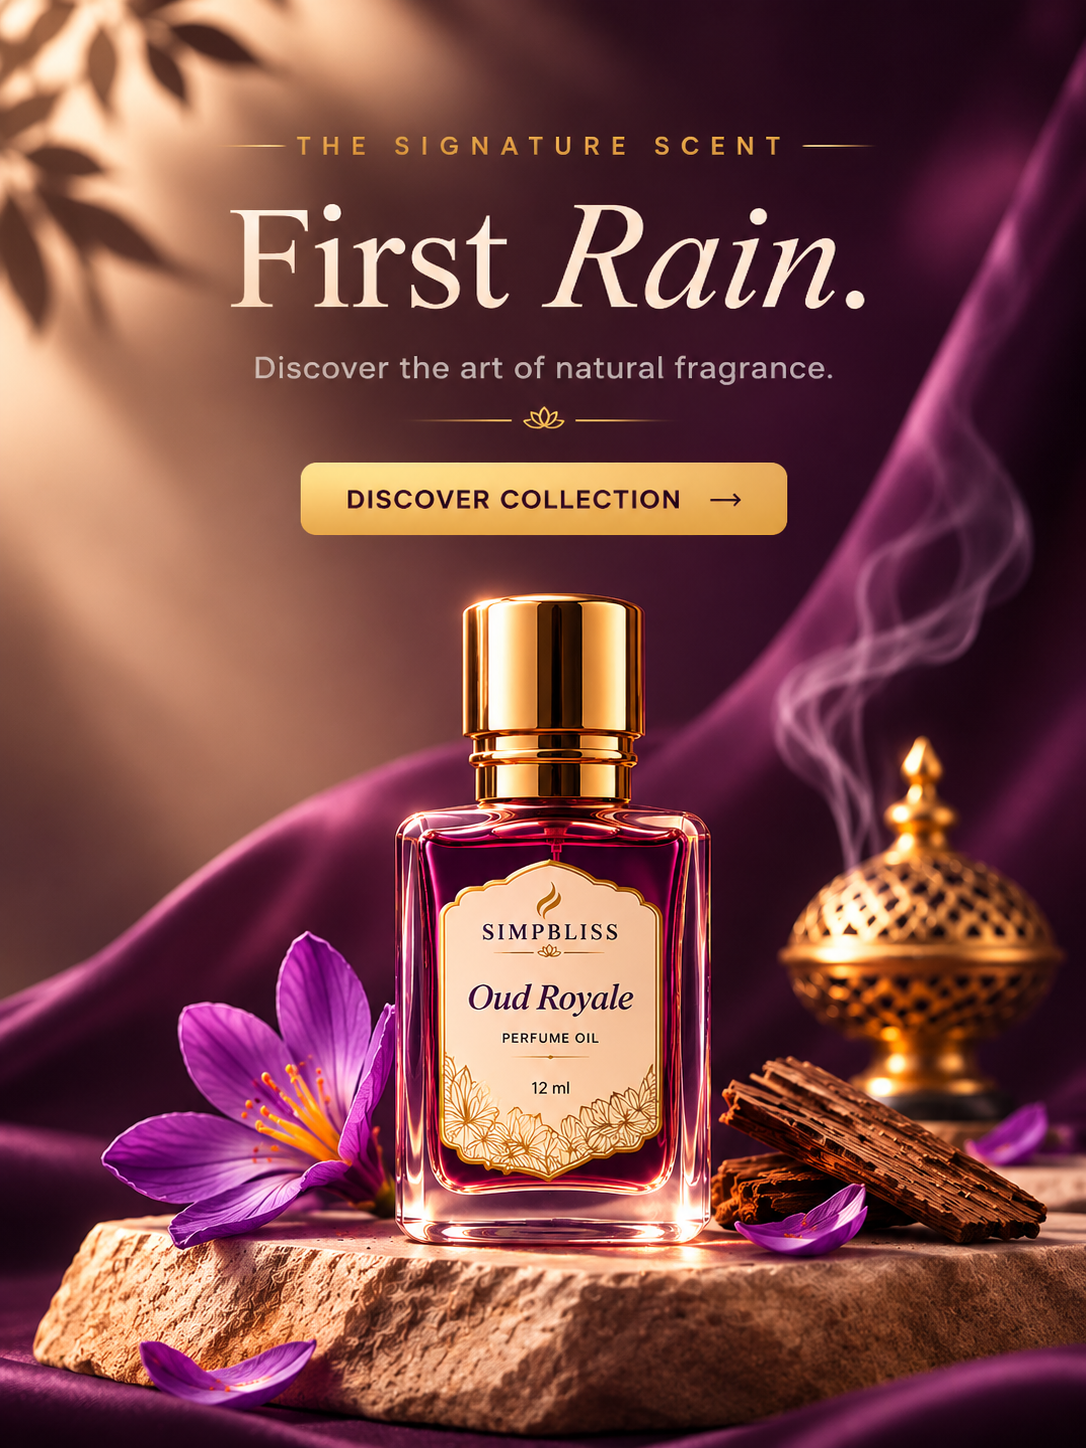 THE SIGNATURE SCENT
First Rain.
Discover the art of natural fragrance.
DISCOVER COLLECTION →
SIMPBLISS
Oud Royale
PERFUME OIL
12 ml